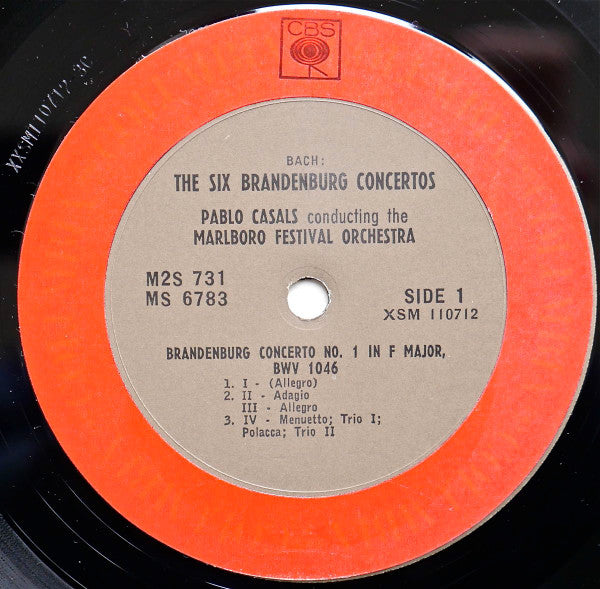 CBS
BACH:
THE SIX BRANDENBURG CONCERTOS
PABLO CASALS conducting the
MARLBORO FESTIVAL ORCHESTRA
M2S 731
MS 6783
SIDE 1
XSM 110712
BRANDENBURG CONCERTO NO. 1 IN F MAJOR,
BWV 1046
1. I - (Allegro)
2. II - Adagio
III - Allegro
3. IV - Menuetto; Trio I;
Polacca; Trio II